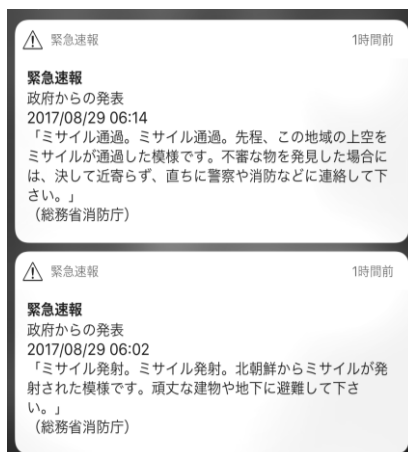 緊急速報 1時間前
緊急速報
政府からの発表
2017/08/29 06:14
「ミサイル通過。ミサイル通過。先程、この地域の上空を
ミサイルが通過した模様です。不審な物を発見した場合に
は、決して近寄らず、直ちに警察や消防などに連絡して下
さい。」
（総務省消防庁）
緊急速報 1時間前
緊急速報
政府からの発表
2017/08/29 06:02
「ミサイル発射。ミサイル発射。北朝鮮からミサイルが発
射された模様です。頑丈な建物や地下に避難して下さ
い。」
（総務省消防庁）